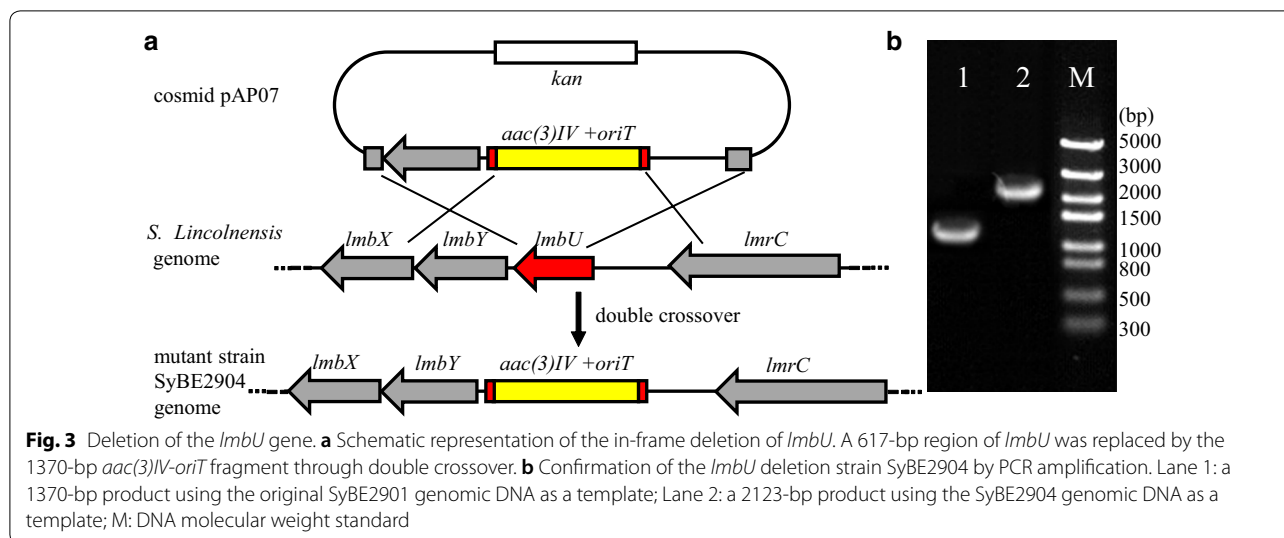 a
b
kan
cosmid pAP07
aac(3)IV +oriT
S. Lincolnensis
genome
lmbX
lmbY
lmbU
lmrC
double crossover
mutant strain
SyBE2904
genome
lmbX
lmbY
aac(3)IV +oriT
lmrC
1 2 M
(bp)
5000
3000
2000
1500
1000
800
500
300
Fig. 3 Deletion of the lmbU gene. a Schematic representation of the in-frame deletion of lmbU. A 617-bp region of lmbU was replaced by the
1370-bp aac(3)IV-oriT fragment through double crossover. b Confirmation of the lmbU deletion strain SyBE2904 by PCR amplification. Lane 1: a
1370-bp product using the original SyBE2901 genomic DNA as a template; Lane 2: a 2123-bp product using the SyBE2904 genomic DNA as a
template; M: DNA molecular weight standard